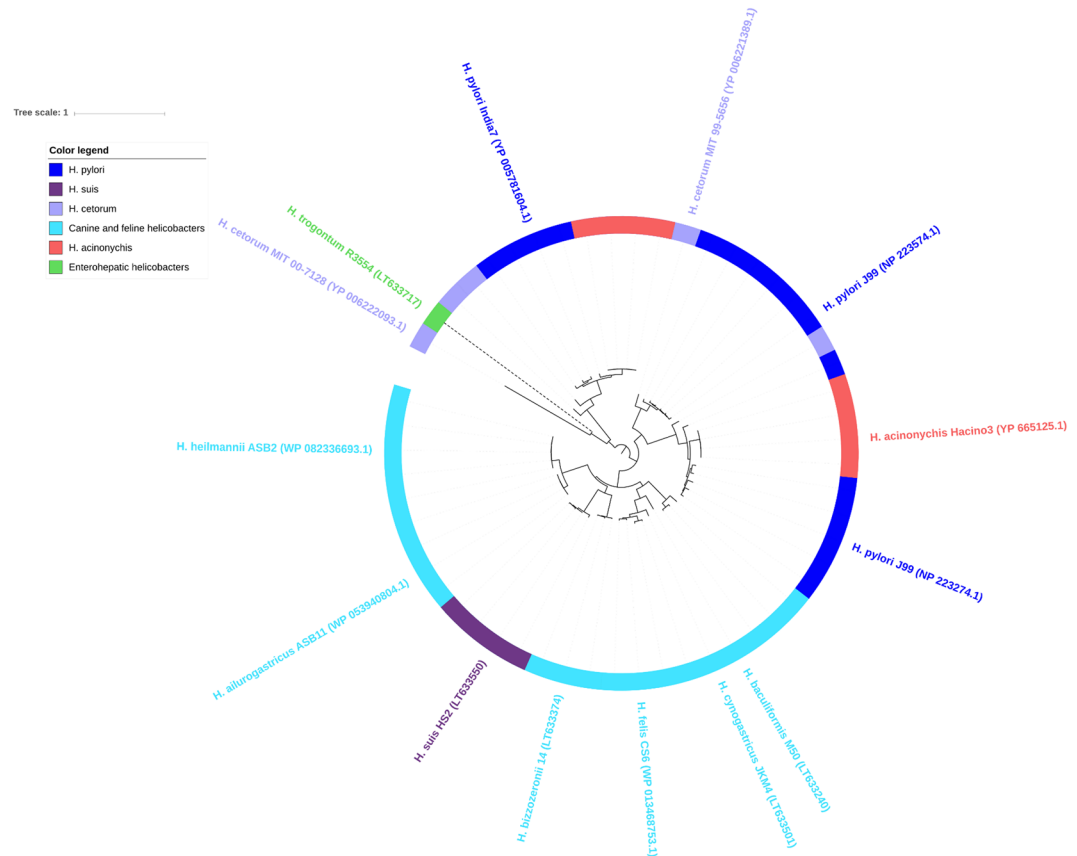 Tree scale: 1
Color legend
H. pylori
H. suis
H. cetorum
Canine and feline helicobacters
H. acinonychis
Enterohepatic helicobacters
H. cetorum MIT 00-7128 (YP 006222093.1)
H. trogontum R3554 (LT633717)
H. pylori India7 (YP 005781604.1)
H. cetorum MIT 99-5656 (YP 006221389.1)
H. pylori J99 (NP 223574.1)
H. acinonychis Hacino3 (YP 665125.1)
H. pylori J99 (NP 223274.1)
H. baculiformis M50 (LT633240)
H. cynogastricus JKM4 (LT633501)
H. felis CS6 (WP 013468753.1)
H. bizzozeronii 14 (LT633374)
H. suis HS2 (LT633550)
H. ailurogastricus ASB11 (WP 053940804.1)
H. heilmannii ASB2 (WP 082336693.1)